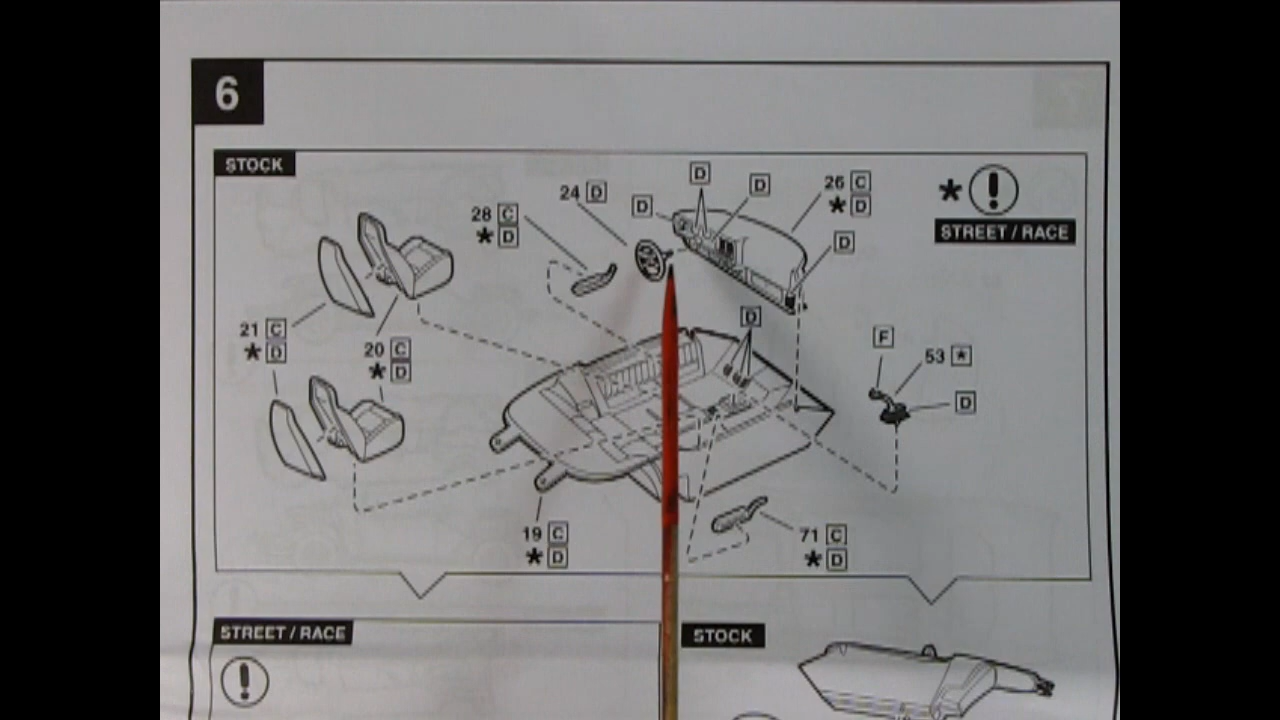 6
STOCK
D
D
26 C
* D
24 D
D
28 C
* D
D
STREET / RACE
21 C
* D
20 C
* D
D
F
53 *
D
19 C
* D
71 C
* D
STREET / RACE
STOCK